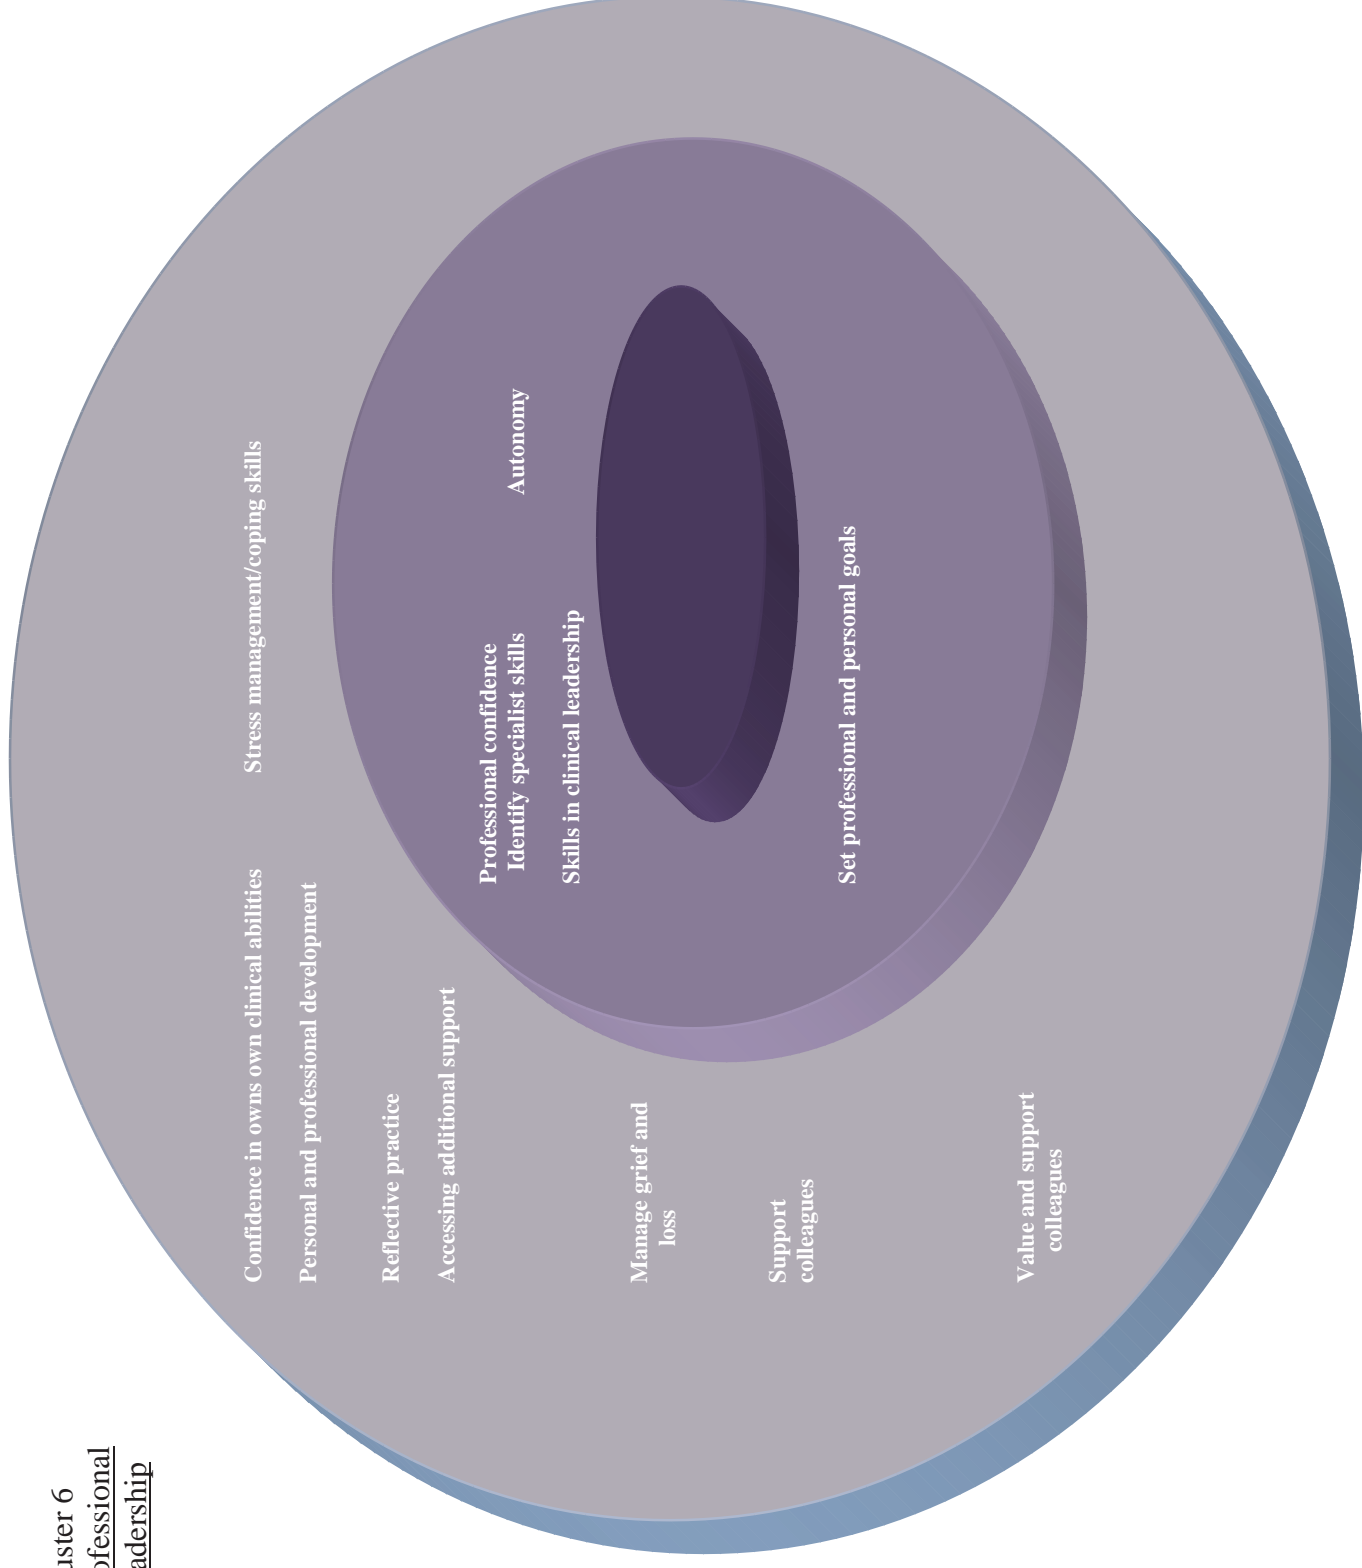 uster 6
ofessional
adership
Confidence in owns own clinical abilities
Stress management/coping skills
Personal and professional development
Reflective practice
Accessing additional support
Professional confidence
Identify specialist skills
Autonomy
Skills in clinical leadership
Manage grief and
loss
Support
colleagues
Set professional and personal goals
Value and support
colleagues